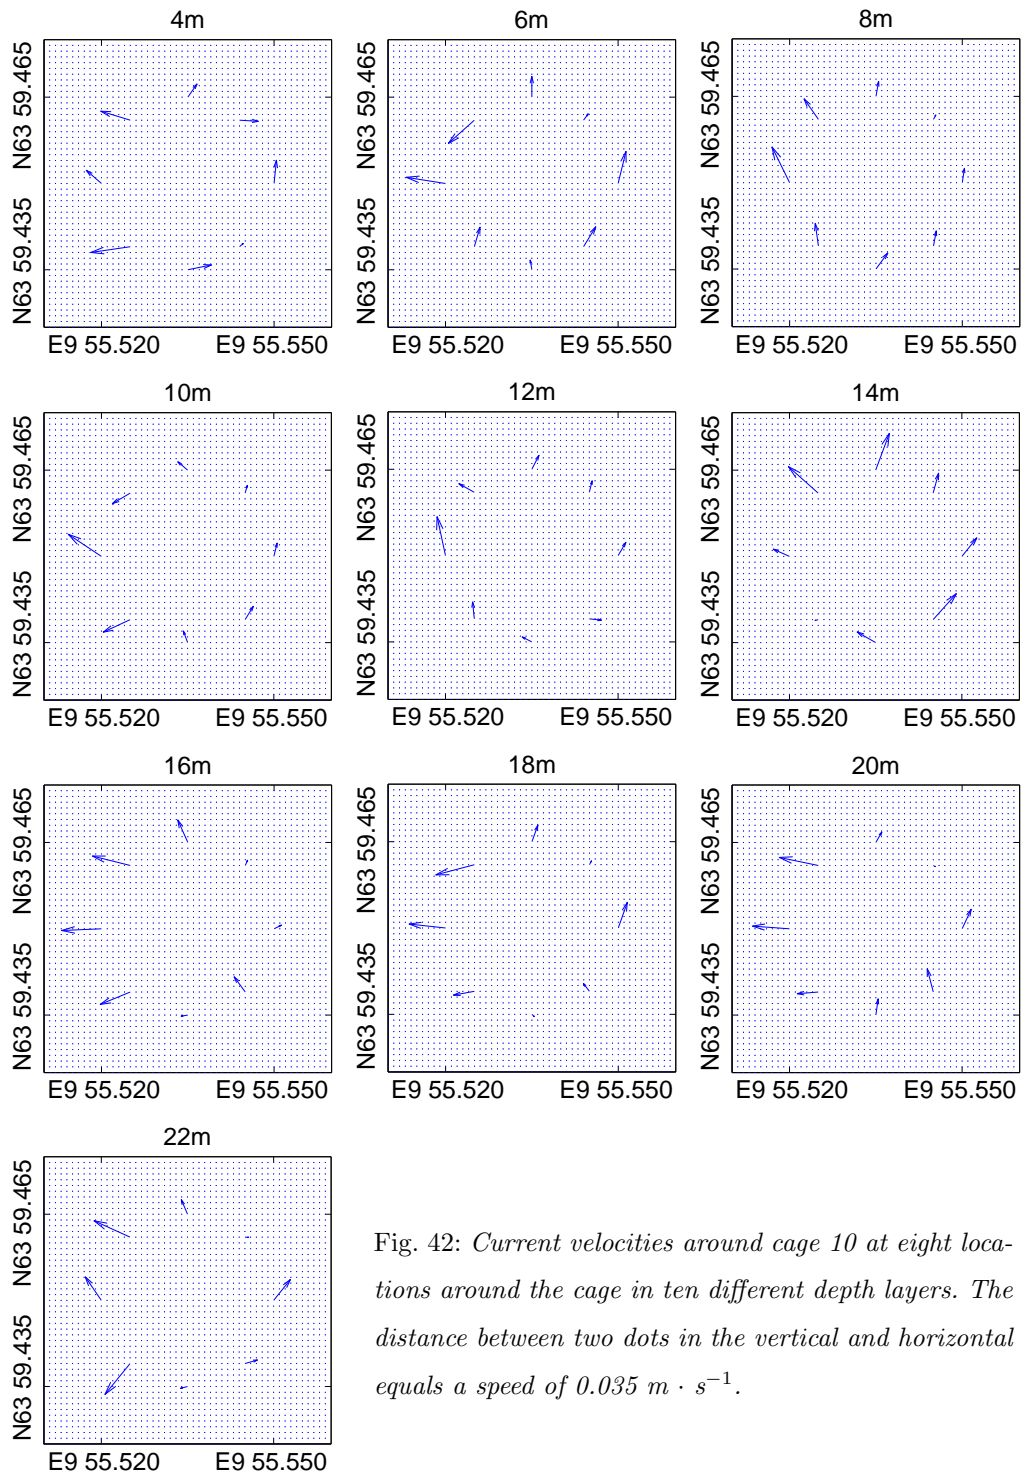 4m
6m
8m
N63 59.465
N63 59.435
E9 55.520
E9 55.550
N63 59.465
N63 59.435
E9 55.520
E9 55.550
N63 59.465
N63 59.435
E9 55.520
E9 55.550
10m
12m
14m
N63 59.465
N63 59.435
E9 55.520
E9 55.550
N63 59.465
N63 59.435
E9 55.520
E9 55.550
N63 59.465
N63 59.435
E9 55.520
E9 55.550
16m
18m
20m
N63 59.465
N63 59.435
E9 55.520
E9 55.550
N63 59.465
N63 59.435
E9 55.520
E9 55.550
N63 59.465
N63 59.435
E9 55.520
E9 55.550
22m
N63 59.465
N63 59.435
E9 55.520
E9 55.550
Fig. 42: Current velocities around cage 10 at eight loca-
tions around the cage in ten different depth layers. The
distance between two dots in the vertical and horizontal
equals a speed of 0.035 m · s⁻¹.